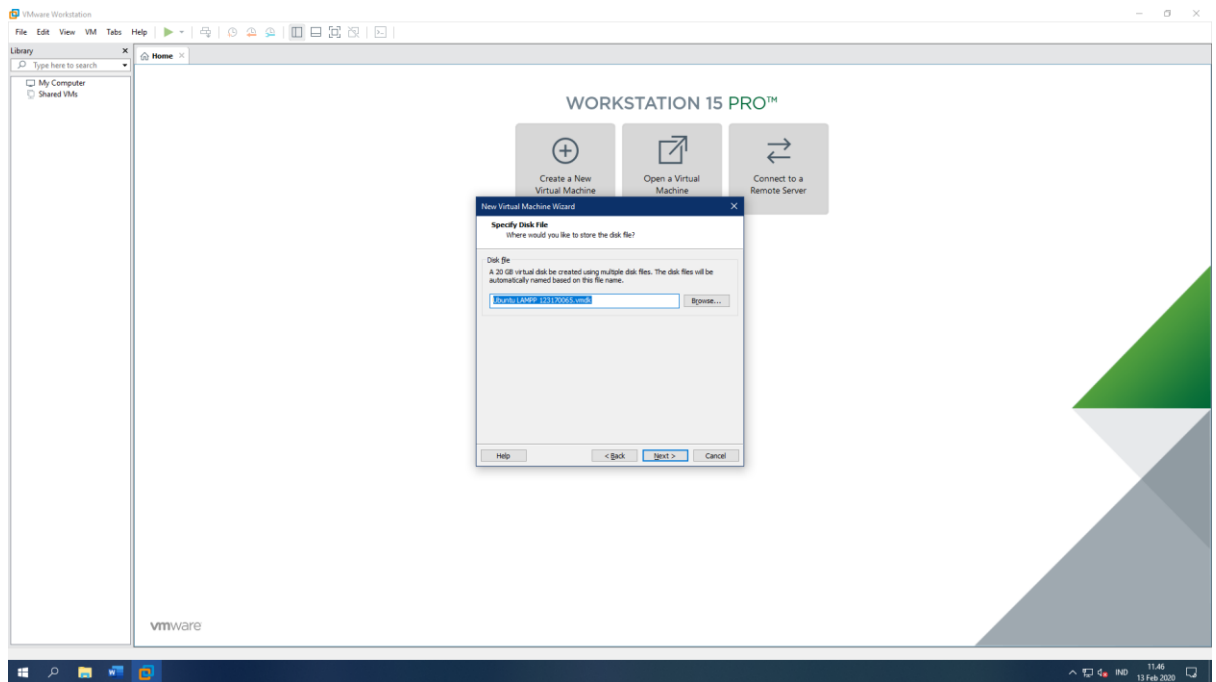 VMware Workstation
File Edit View VM Tabs Help
Library
Home
Type here to search
My Computer
Shared VMs
WORKSTATION 15 PRO™
Create a New
Virtual Machine
Open a Virtual
Machine
Connect to a
Remote Server
New Virtual Machine Wizard
Specify Disk File
Where would you like to store the disk file?
Disk file
A 20 GB virtual disk be created using multiple disk files. The disk files will be
automatically named based on this file name.
Ubuntu LAMPP 123170065.vmdk
Browse...
Help
< Back
Next >
Cancel
vmware
IND
11.46
13 Feb 2020